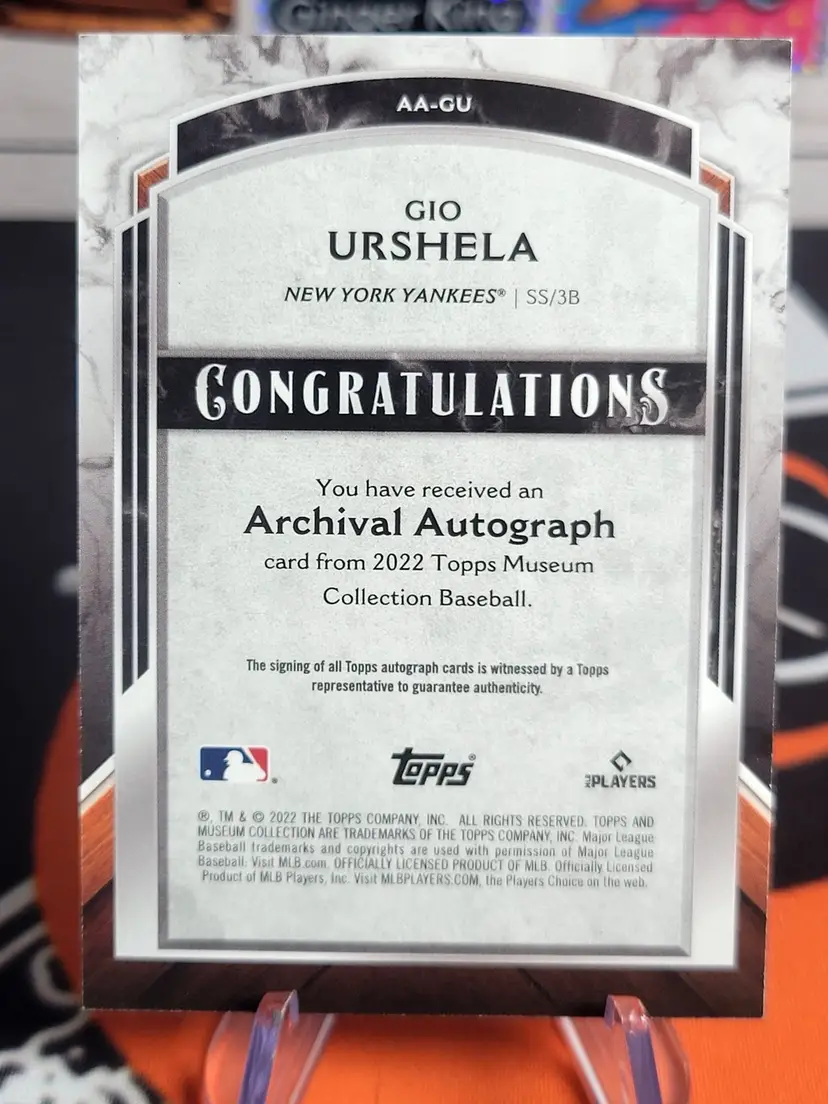 AA-GU
GIO
URSHELA
NEW YORK YANKEES® | SS/3B
CONGRATULATIONS
You have received an
Archival Autograph
card from 2022 Topps Museum
Collection Baseball.
The signing of all Topps autograph cards is witnessed by a Topps
representative to guarantee authenticity.
Topps® PLAYERS
®, TM & © 2022 THE TOPPS COMPANY, INC. ALL RIGHTS RESERVED. TOPPS AND
MUSEUM COLLECTION ARE TRADEMARKS OF THE TOPPS COMPANY, INC. Major League
Baseball trademarks and copyrights are used with permission of Major League
Baseball. Visit MLB.com. OFFICIALLY LICENSED PRODUCT OF MLB. Officially Licensed
Product of MLB Players, Inc. Visit MLBPLAYERS.COM, the Players Choice on the web.